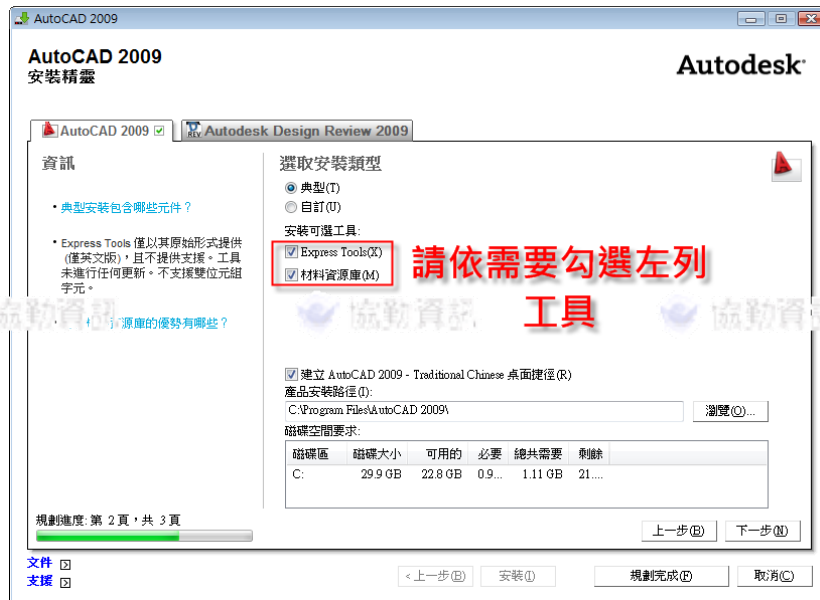 AutoCAD 2009
AutoCAD 2009
安裝精靈
Autodesk
AutoCAD 2009
REV
Autodesk Design Review 2009
資訊
• 典型安裝包含哪些元件？
• Express Tools 僅以其原始形式提供
(僅英文版)，且不提供支援。工具
未進行任何更新。不支援雙位元組
字元。
源庫的優勢有哪些？
選取安裝類型
典型(T)
自訂(U)
安裝可選工具:
Express Tools(X)
材料資源庫(M)
請依需要勾選左列
工具
協勤資訊
協勤資訊
協勤資
建立 AutoCAD 2009 - Traditional Chinese 桌面捷徑(R)
產品安裝路徑(I):
C:\Program Files\AutoCAD 2009\
瀏覽(O)...
磁碟空間要求:
磁碟區 磁碟大小 可用的 必要 總共需要 剩餘
C: 29.9 GB 22.8 GB 0.9... 1.11 GB 21....
規劃進度: 第 2 頁，共 3 頁
上一步(B) 下一步(N)
文件
支援
<上一步(B) 安裝(I) 規劃完成(F) 取消(C)